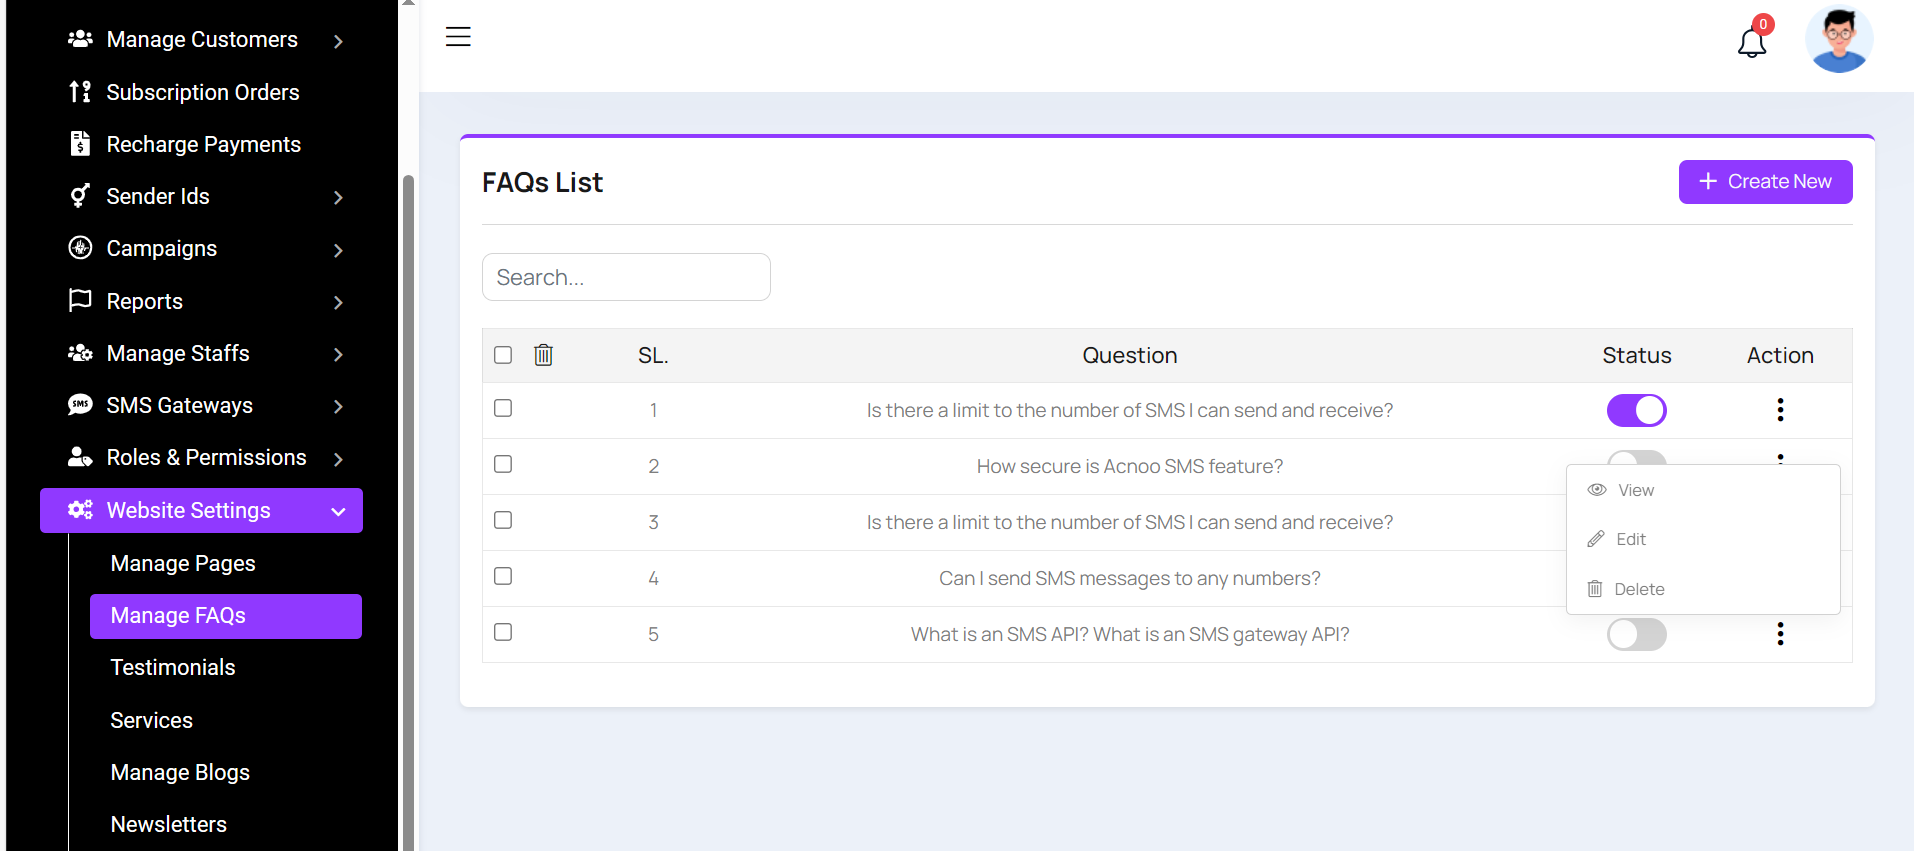 Manage Customers
Subscription Orders
Recharge Payments
Sender Ids
Campaigns
Reports
Manage Staffs
SMS Gateways
Roles & Permissions
Website Settings
Manage Pages
Manage FAQs
Testimonials
Services
Manage Blogs
Newsletters
0
FAQs List
Create New
Search...
SL. Question Status Action
1 Is there a limit to the number of SMS I can send and receive?
2 How secure is Acnoo SMS feature?
3 Is there a limit to the number of SMS I can send and receive?
4 Can I send SMS messages to any numbers?
5 What is an SMS API? What is an SMS gateway API?
View
Edit
Delete